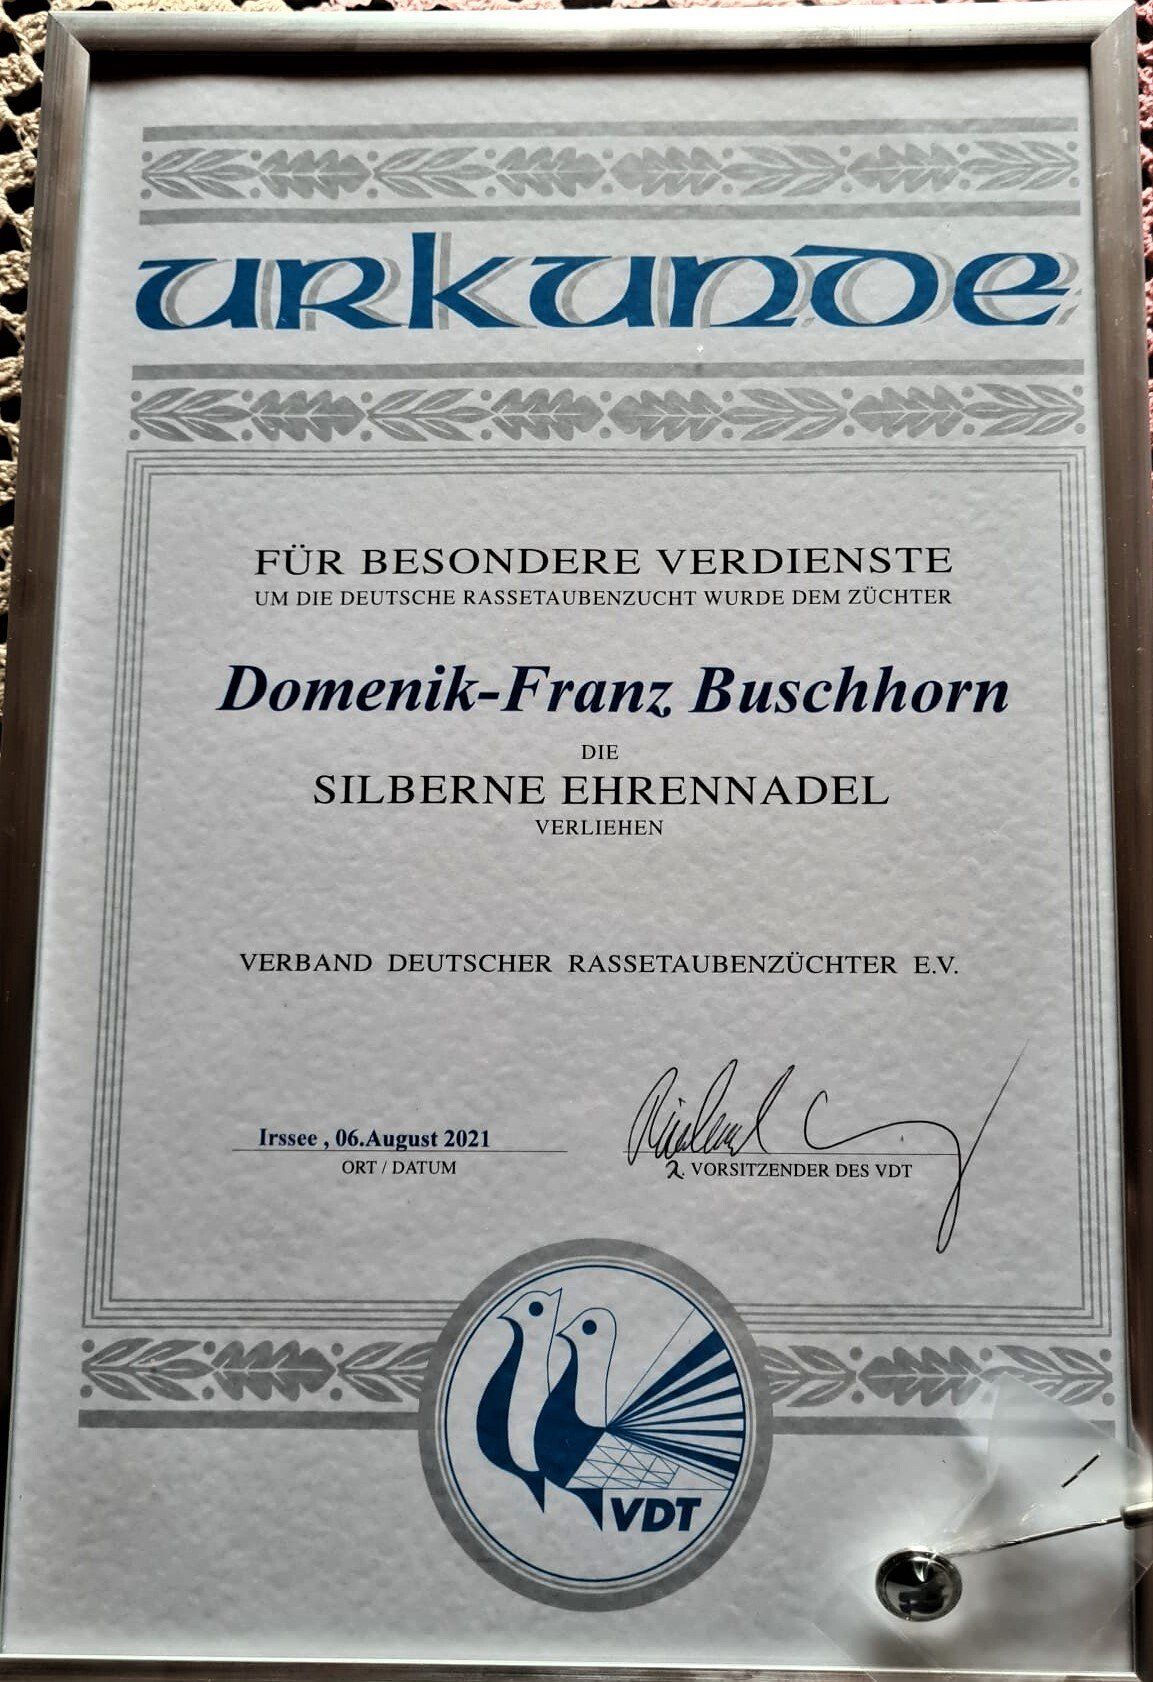 urkunde
FÜR BESONDERE VERDIENSTE
UM DIE DEUTSCHE RASSETAUBENZUCHT WURDE DEM ZÜCHTER
Domenik-Franz Buschhorn
DIE
SILBERNE EHRENNADEL
VERLIEHEN
VERBAND DEUTSCHER RASSETAUBENZÜCHTER E.V.
Irssee , 06.August 2021
ORT / DATUM
2. VORSITZENDER DES VDT
VDT